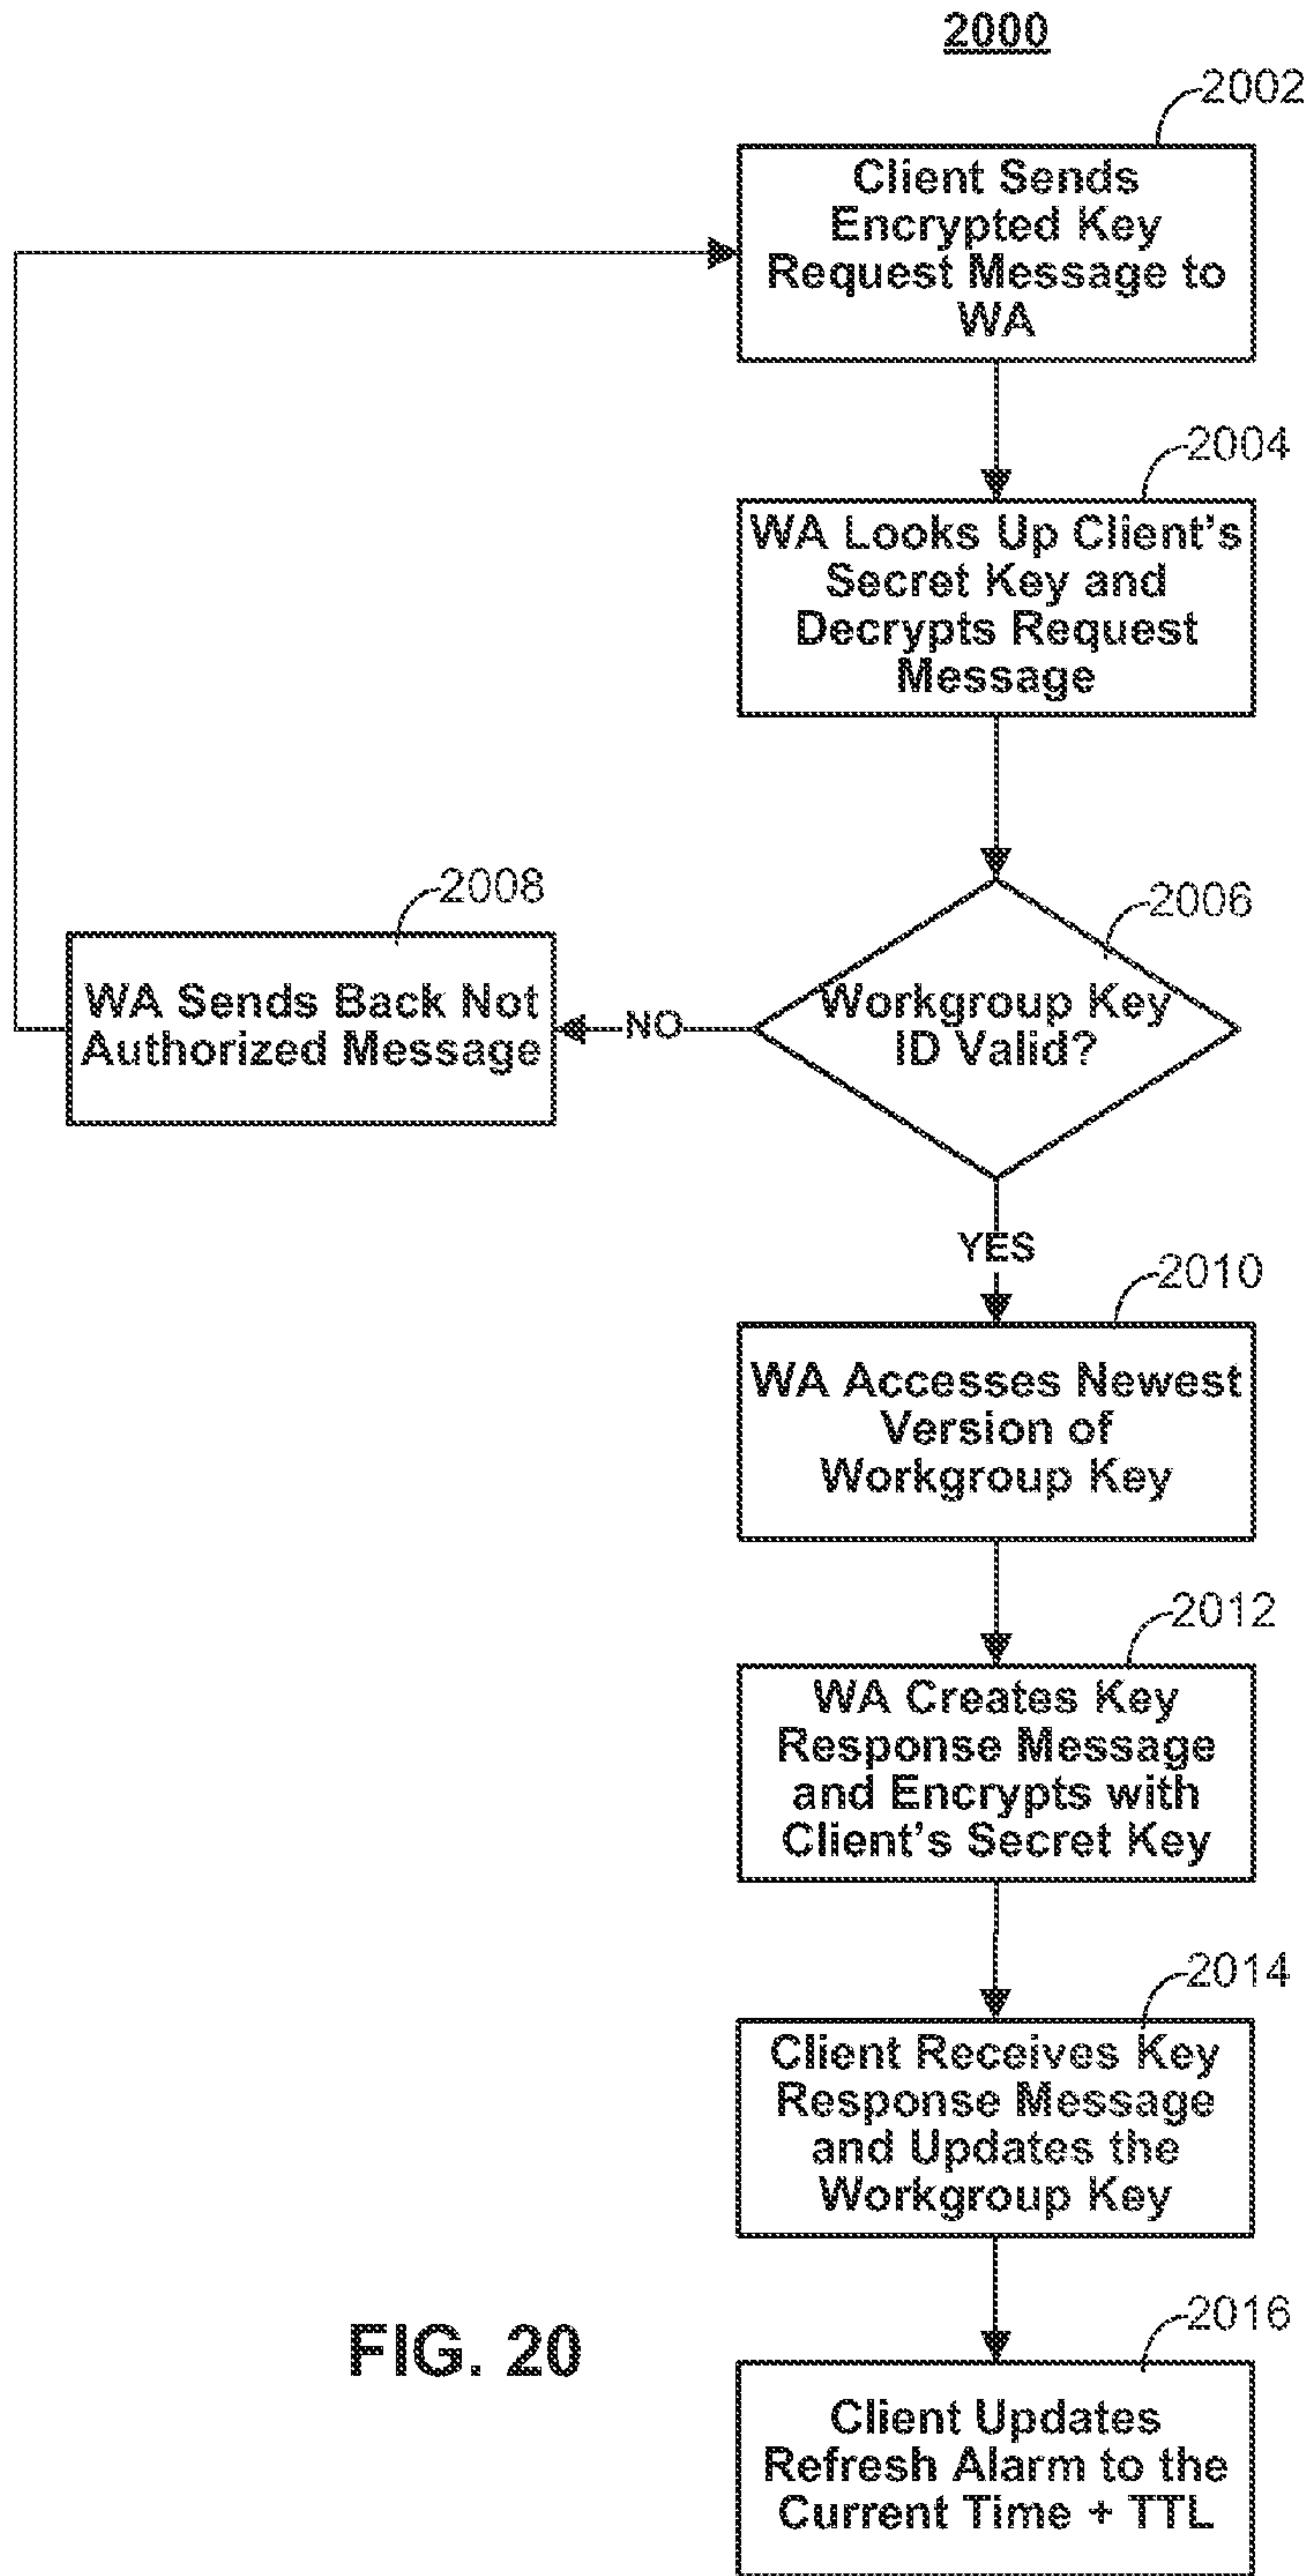 2000
2002
Client Sends
Encrypted Key
Request Message to
WA
2004
WA Looks Up Client's
Secret Key and
Decrypts Request
Message
2008
WA Sends Back Not
Authorized Message
NO
2006
Workgroup Key
ID Valid?
YES
2010
WA Accesses Newest
Version of
Workgroup Key
2012
WA Creates Key
Response Message
and Encrypts with
Client's Secret Key
2014
Client Receives Key
Response Message
and Updates the
Workgroup Key
2016
Client Updates
Refresh Alarm to the
Current Time + TTL
FIG. 20